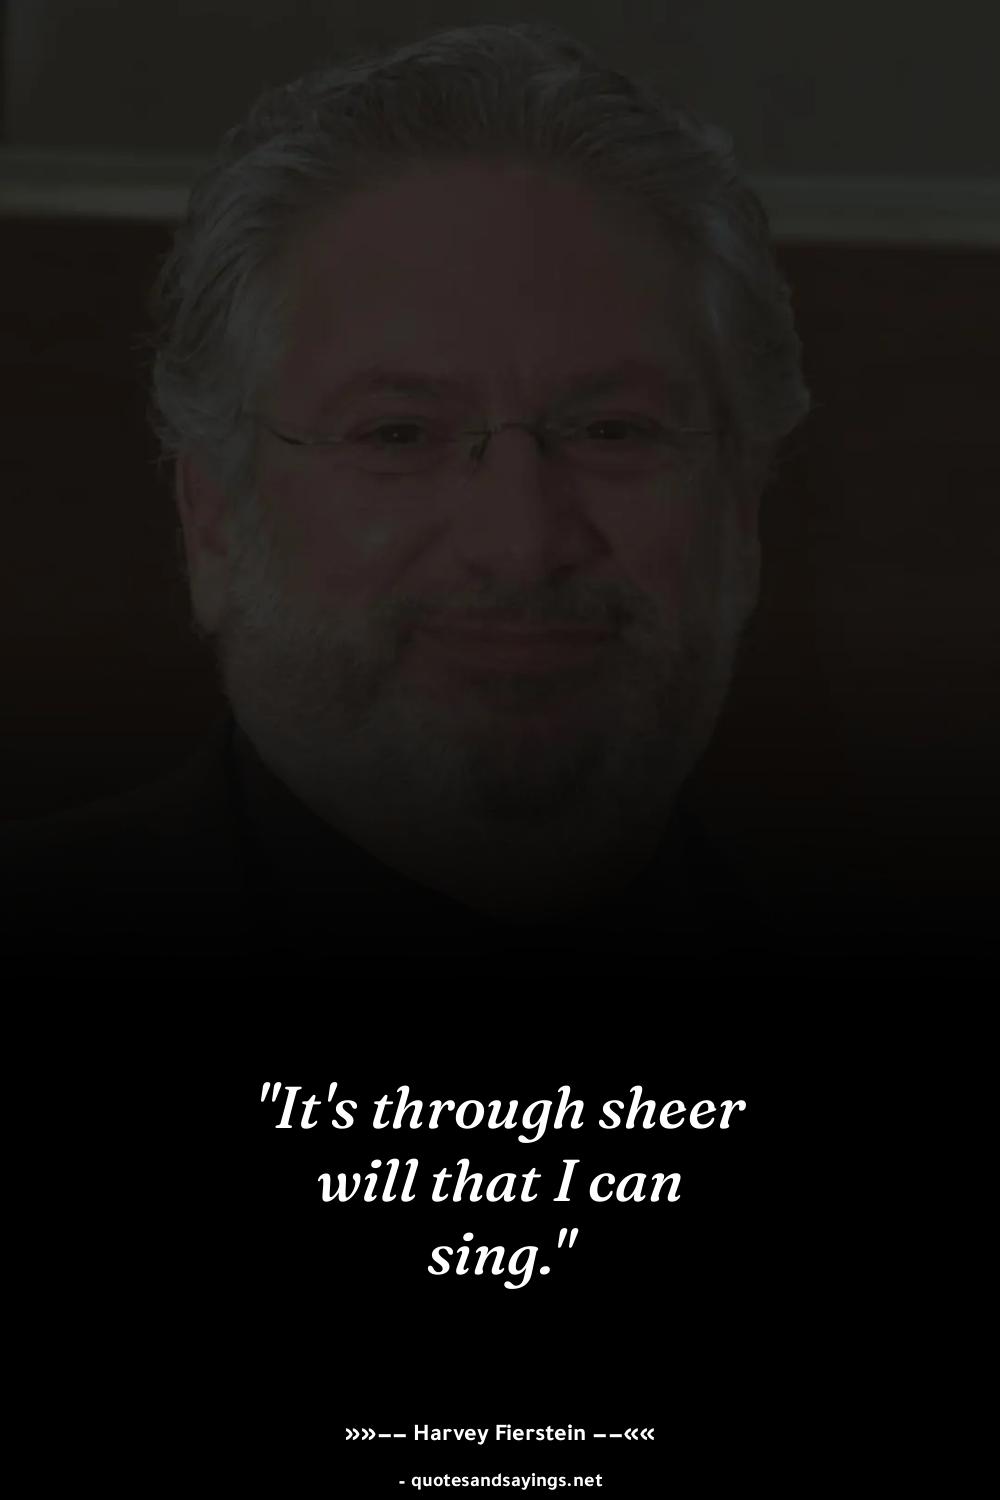 "It's through sheer
will that I can
sing."
»»−− Harvey Fierstein −−««
- quotesandsayings.net